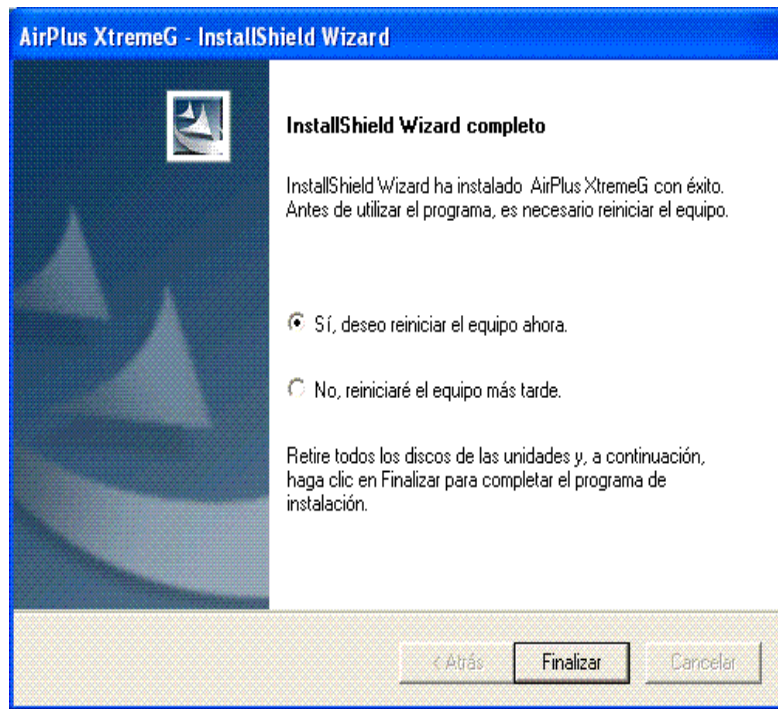 AirPlus XtremeG - InstallShield Wizard
InstallShield Wizard completo
InstallShield Wizard ha instalado AirPlus XtremeG con éxito.
Antes de utilizar el programa, es necesario reiniciar el equipo.
Sí, deseo reiniciar el equipo ahora.
No, reiniciaré el equipo más tarde.
Retire todos los discos de las unidades y, a continuación,
haga clic en Finalizar para completar el programa de
instalación.
< Atrás Finalizar Cancelar